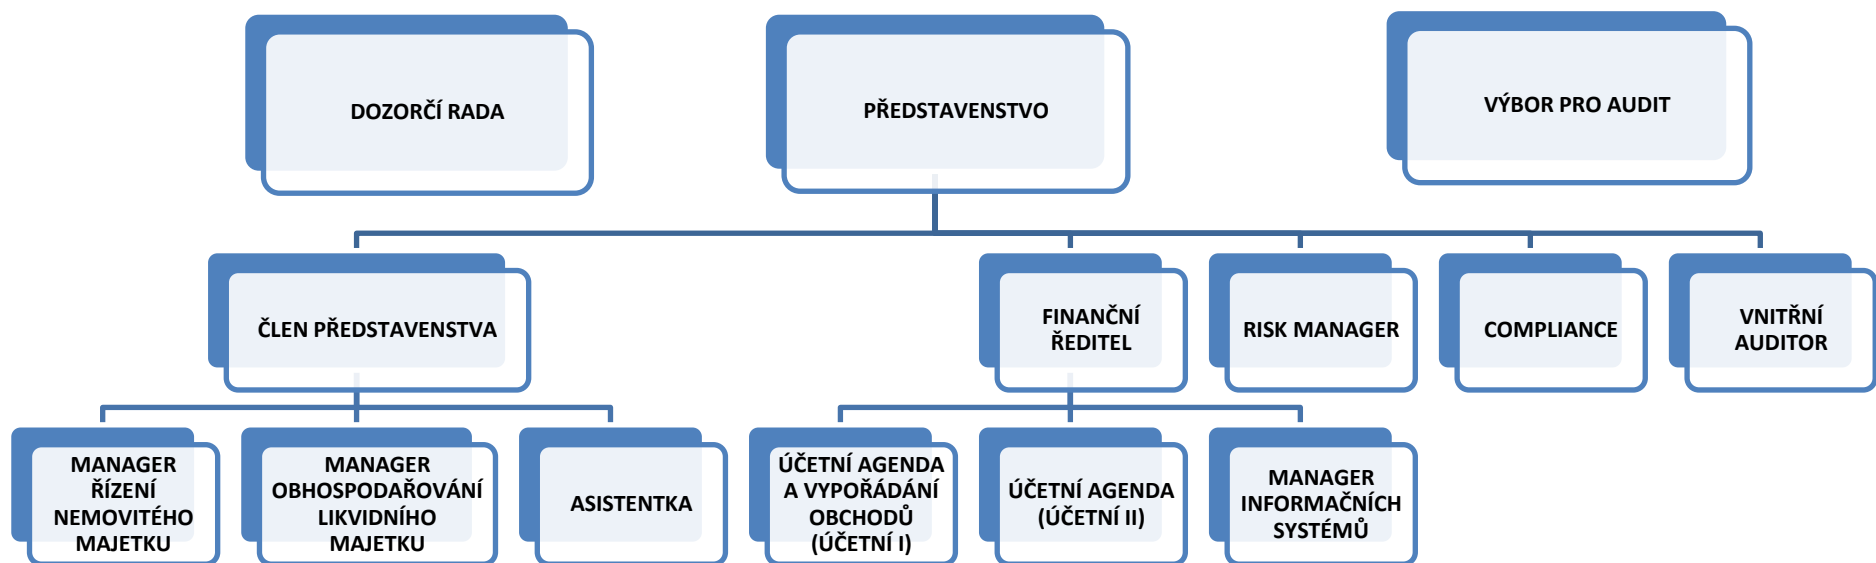 DOZORČÍ RADA
PŘEDSTAVENSTVO
VÝBOR PRO AUDIT
ČLEN PŘEDSTAVENSTVA
FINANČNÍ
ŘEDITEL
RISK MANAGER
COMPLIANCE
VNITŘNÍ
AUDITOR
MANAGER
ŘÍZENÍ
NEMOVITÉHO
MAJETKU
MANAGER
OBHOSPODAŘOVÁNÍ
LIKVIDNÍHO
MAJETKU
ASISTENTKA
ÚČETNÍ AGENDA
A VYPOŘÁDÁNÍ
OBCHODŮ
(ÚČETNÍ I)
ÚČETNÍ AGENDA
(ÚČETNÍ II)
MANAGER
INFORMAČNÍCH
SYSTÉMŮ